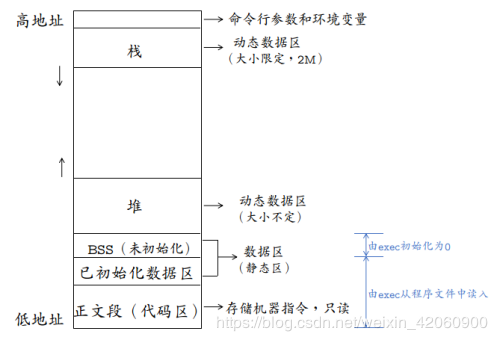 高地址
命令行参数和环境变量
栈
动态数据区
（大小限定，2M）
↓
↑
堆
动态数据区
（大小不定）
BSS（未初始化）
已初始化数据区
数据区
（静态区）
由exec初始化为0
由exec从程序文件中读入
正文段（代码区）
存储机器指令，只读
低地址
https://blog.csdn.net/weixin_42060900